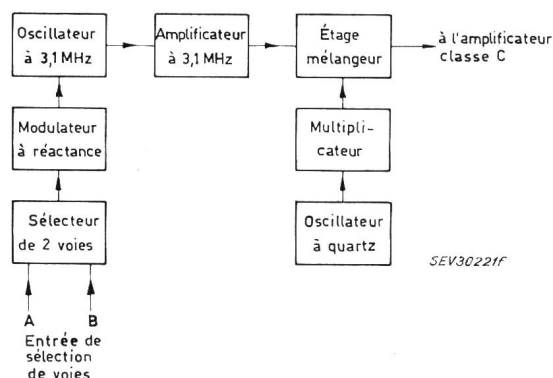 Oscillateur
à 3,1 MHz
Amplificateur
à 3,1 MHz
Étage
mélangeur
à l'amplificateur
classe C
Modulateur
à réactance
Multipli-
cateur
Sélecteur
de 2 voies
Oscillateur
à quartz
SEV30221f
A B
Entrée de
sélection
de voies